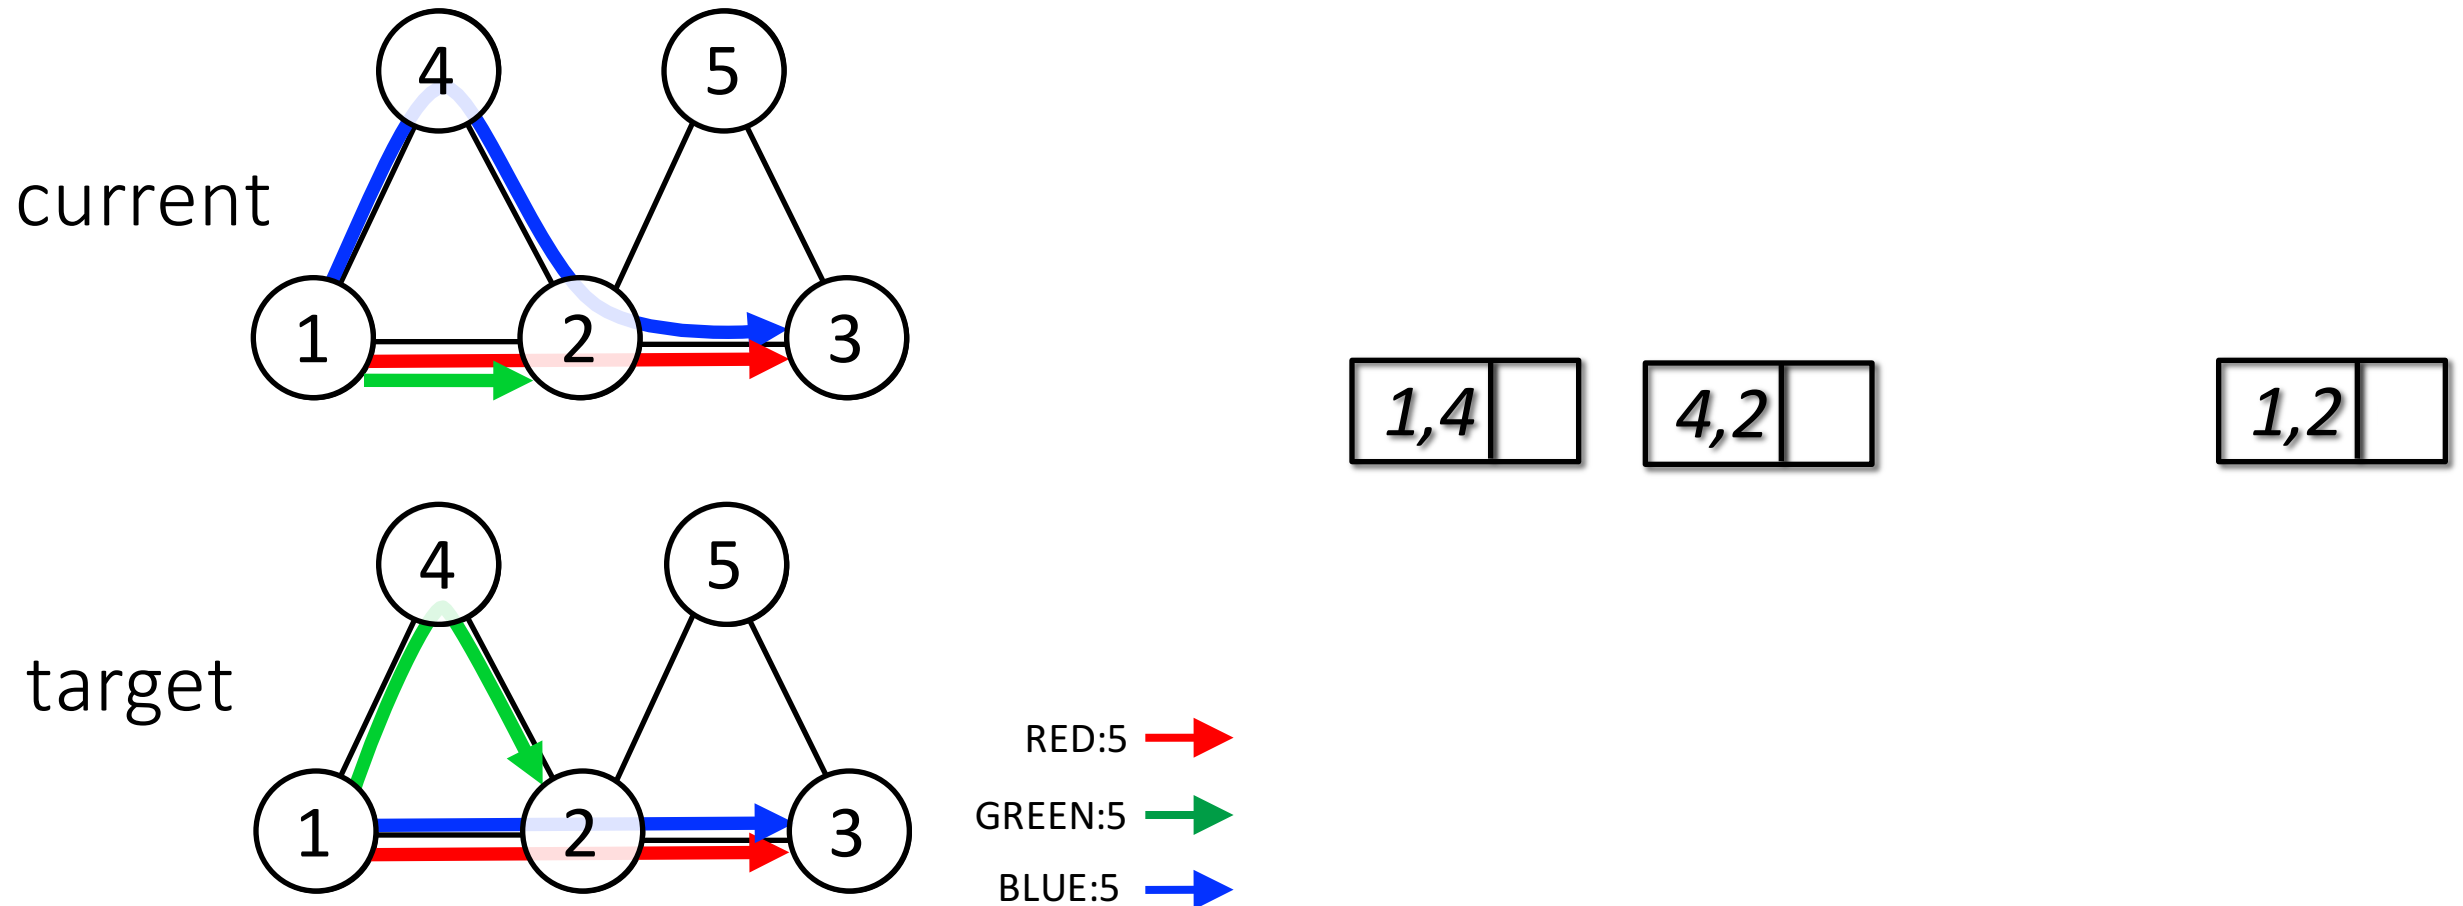 4 5
current
1 2 3
1,4 4,2 1,2
4 5
target
1 2 3
RED:5
GREEN:5
BLUE:5